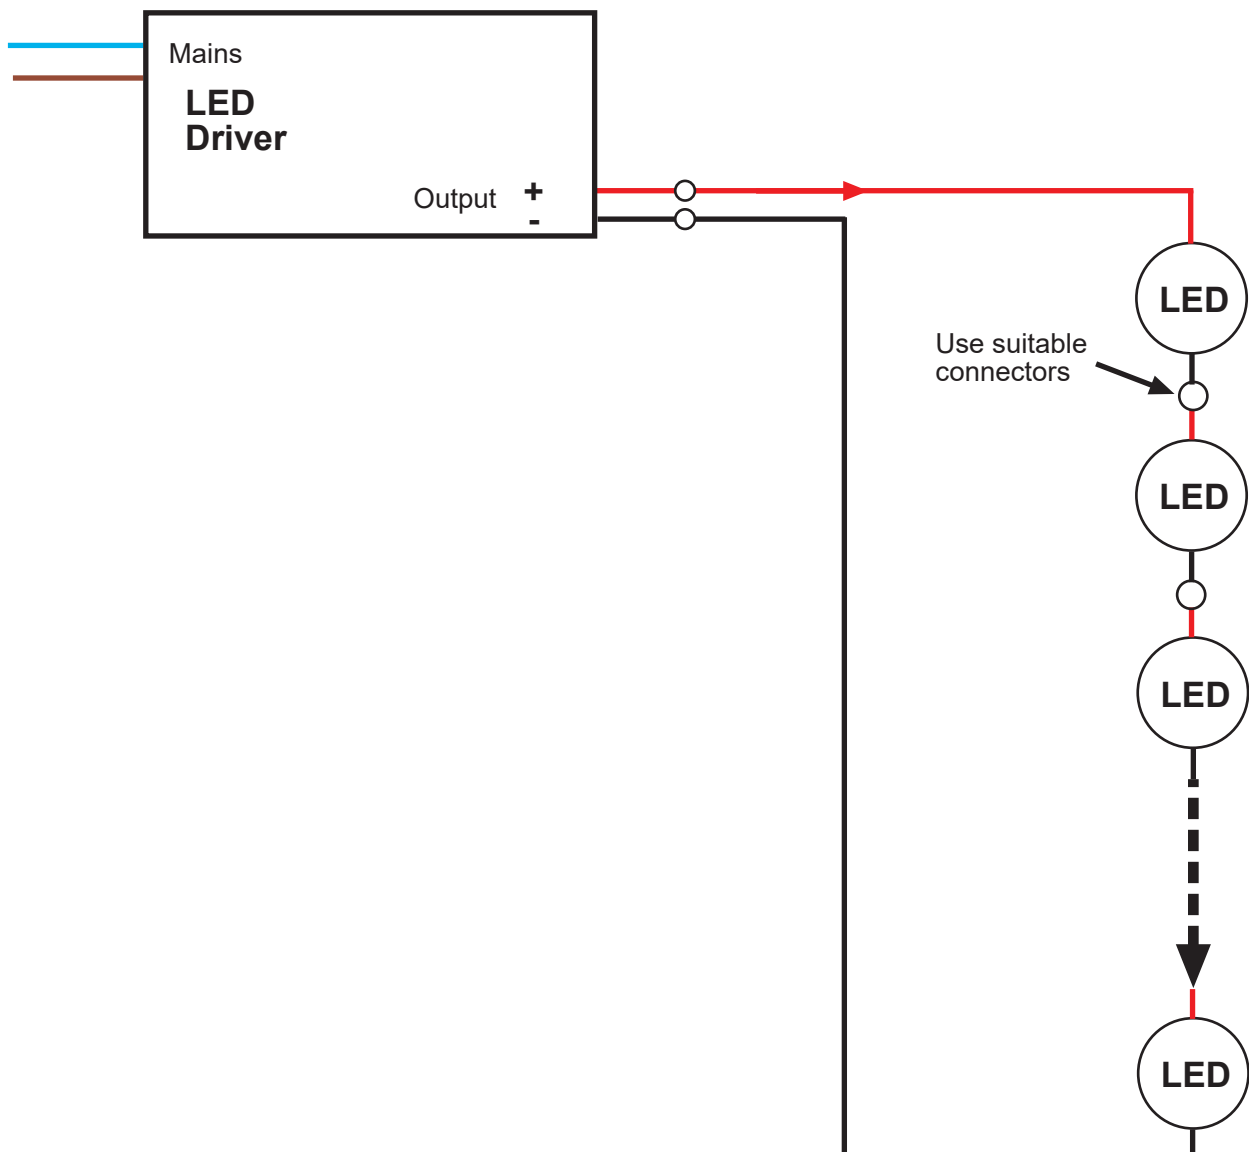 Mains
LED
Driver
Output +
-
LED
Use suitable
connectors
LED
LED
LED